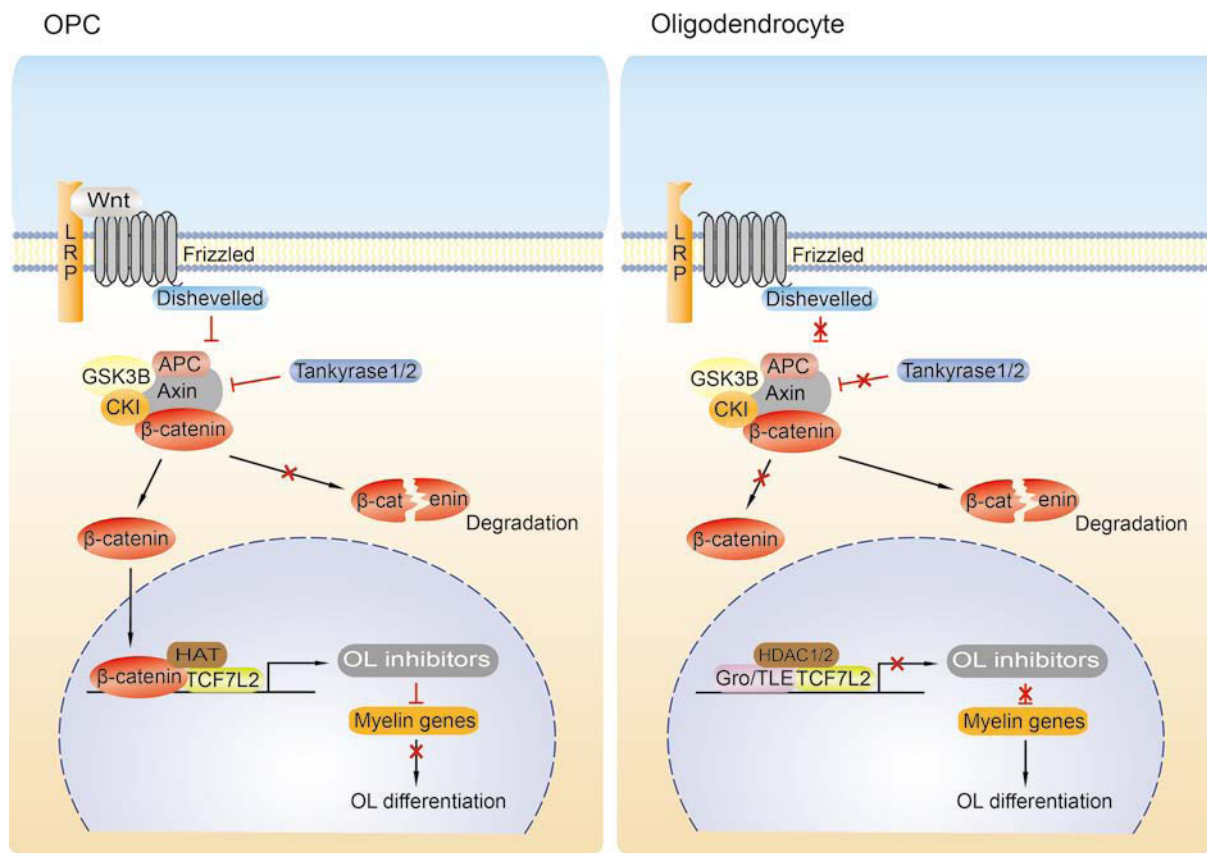 OPC
Wnt
L
R
P
Frizzled
Dishevelled
APC
GSK3B
Axin
CKI
Tankyrase1/2
β-catenin
β-cat enin
Degradation
β-catenin
HAT
β-catenin
TCF7L2
OL inhibitors
Myelin genes
OL differentiation
Oligodendrocyte
L
R
P
Frizzled
Dishevelled
APC
GSK3B
Axin
CKI
Tankyrase1/2
β-catenin
β-cat enin
Degradation
β-catenin
HDAC1/2
Gro/TLE
TCF7L2
OL inhibitors
Myelin genes
OL differentiation